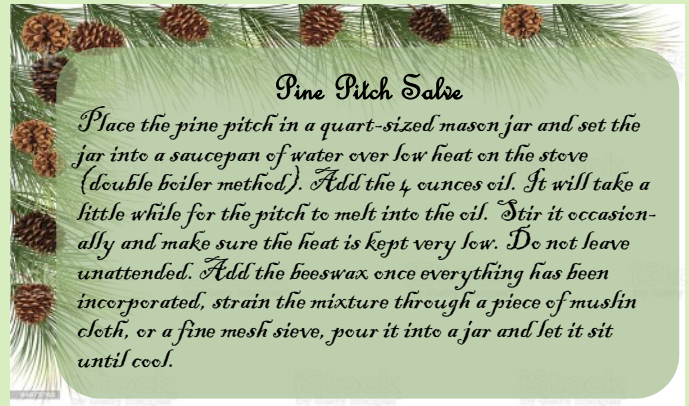 Pine Pitch Salve
Place the pine pitch in a quart-sized mason jar and set the
jar into a saucepan of water over low heat on the stove
(double boiler method). Add the 4 ounces oil. It will take a
little while for the pitch to melt into the oil. Stir it occasion-
ally and make sure the heat is kept very low. Do not leave
unattended. Add the beeswax once everything has been
incorporated, strain the mixture through a piece of muslin
cloth, or a fine mesh sieve, pour it into a jar and let it sit
until cool.
iStock
iStock